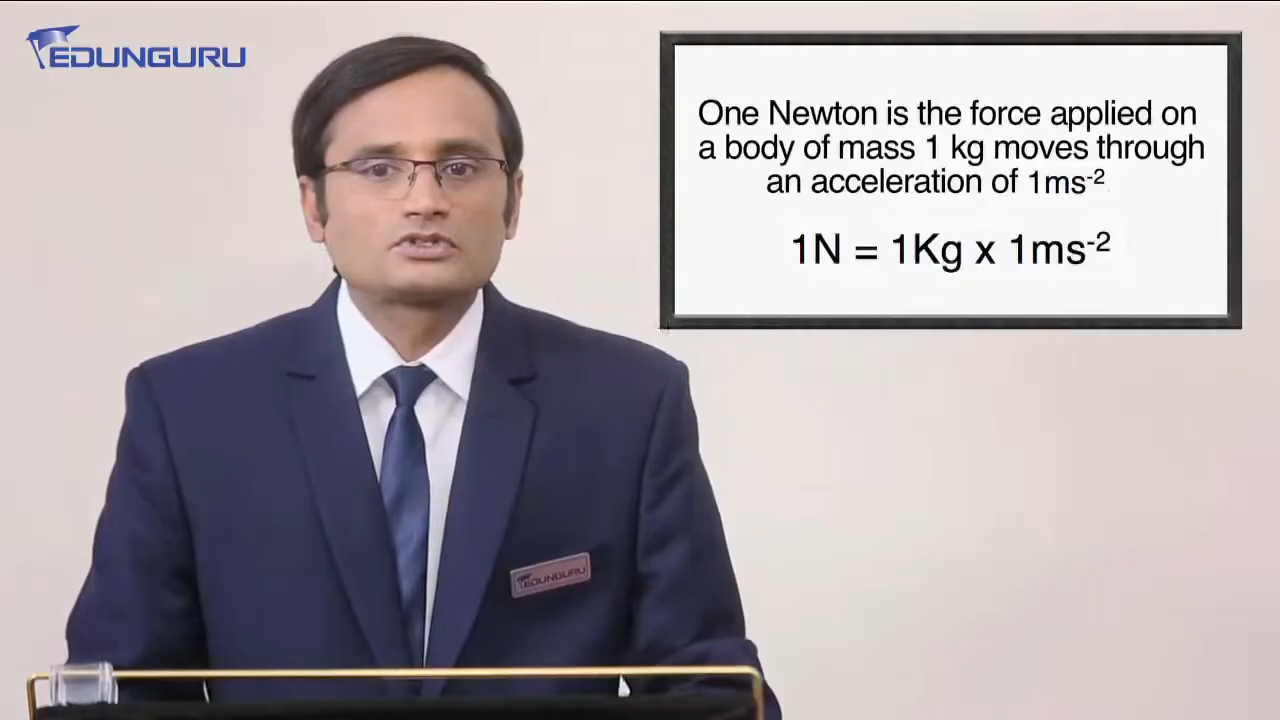 EDUNGURU
One Newton is the force applied on
a body of mass 1 kg moves through
an acceleration of 1ms⁻²
1N = 1Kg x 1ms⁻²
EDUNGURU